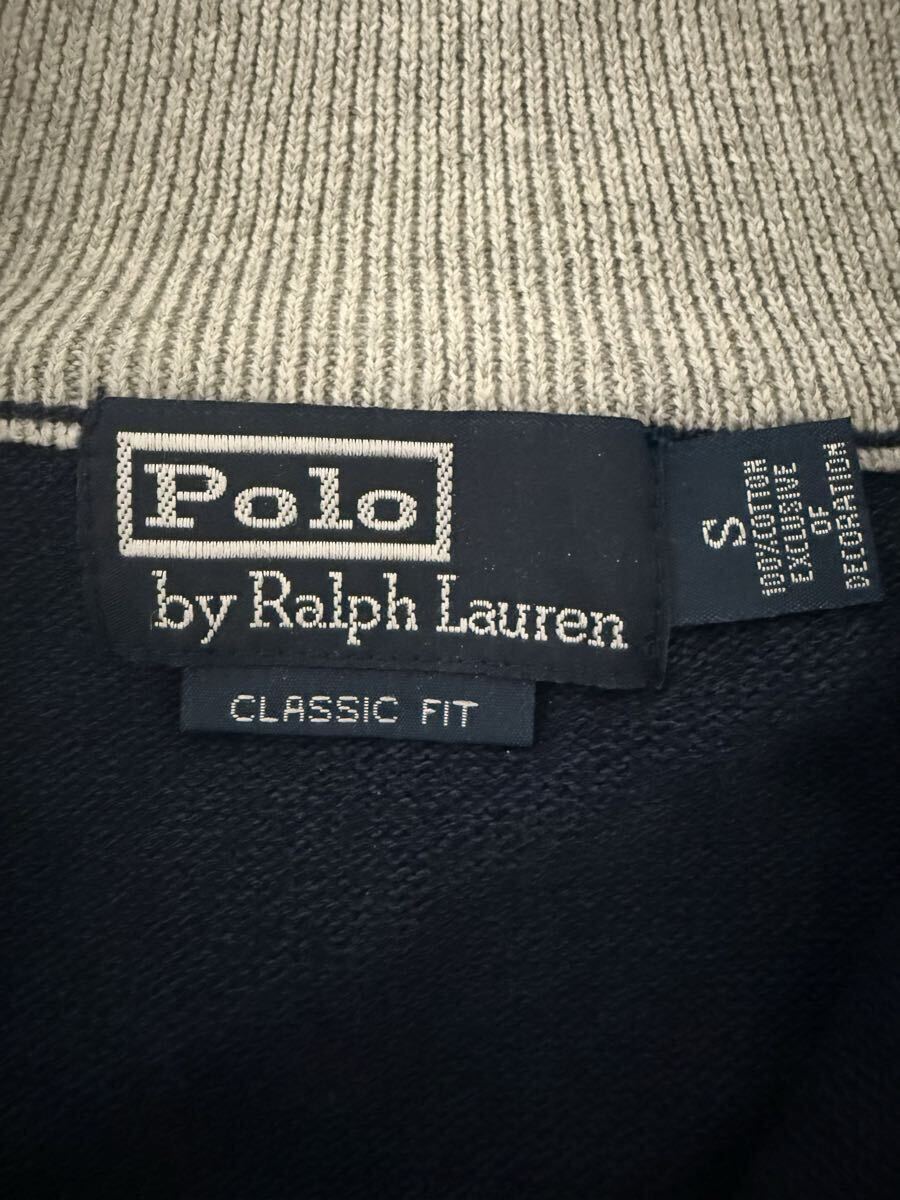 Polo
by Ralph Lauren
CLASSIC FIT
S
100% COTTON
EXCLUSIVE
OF
DECORATION